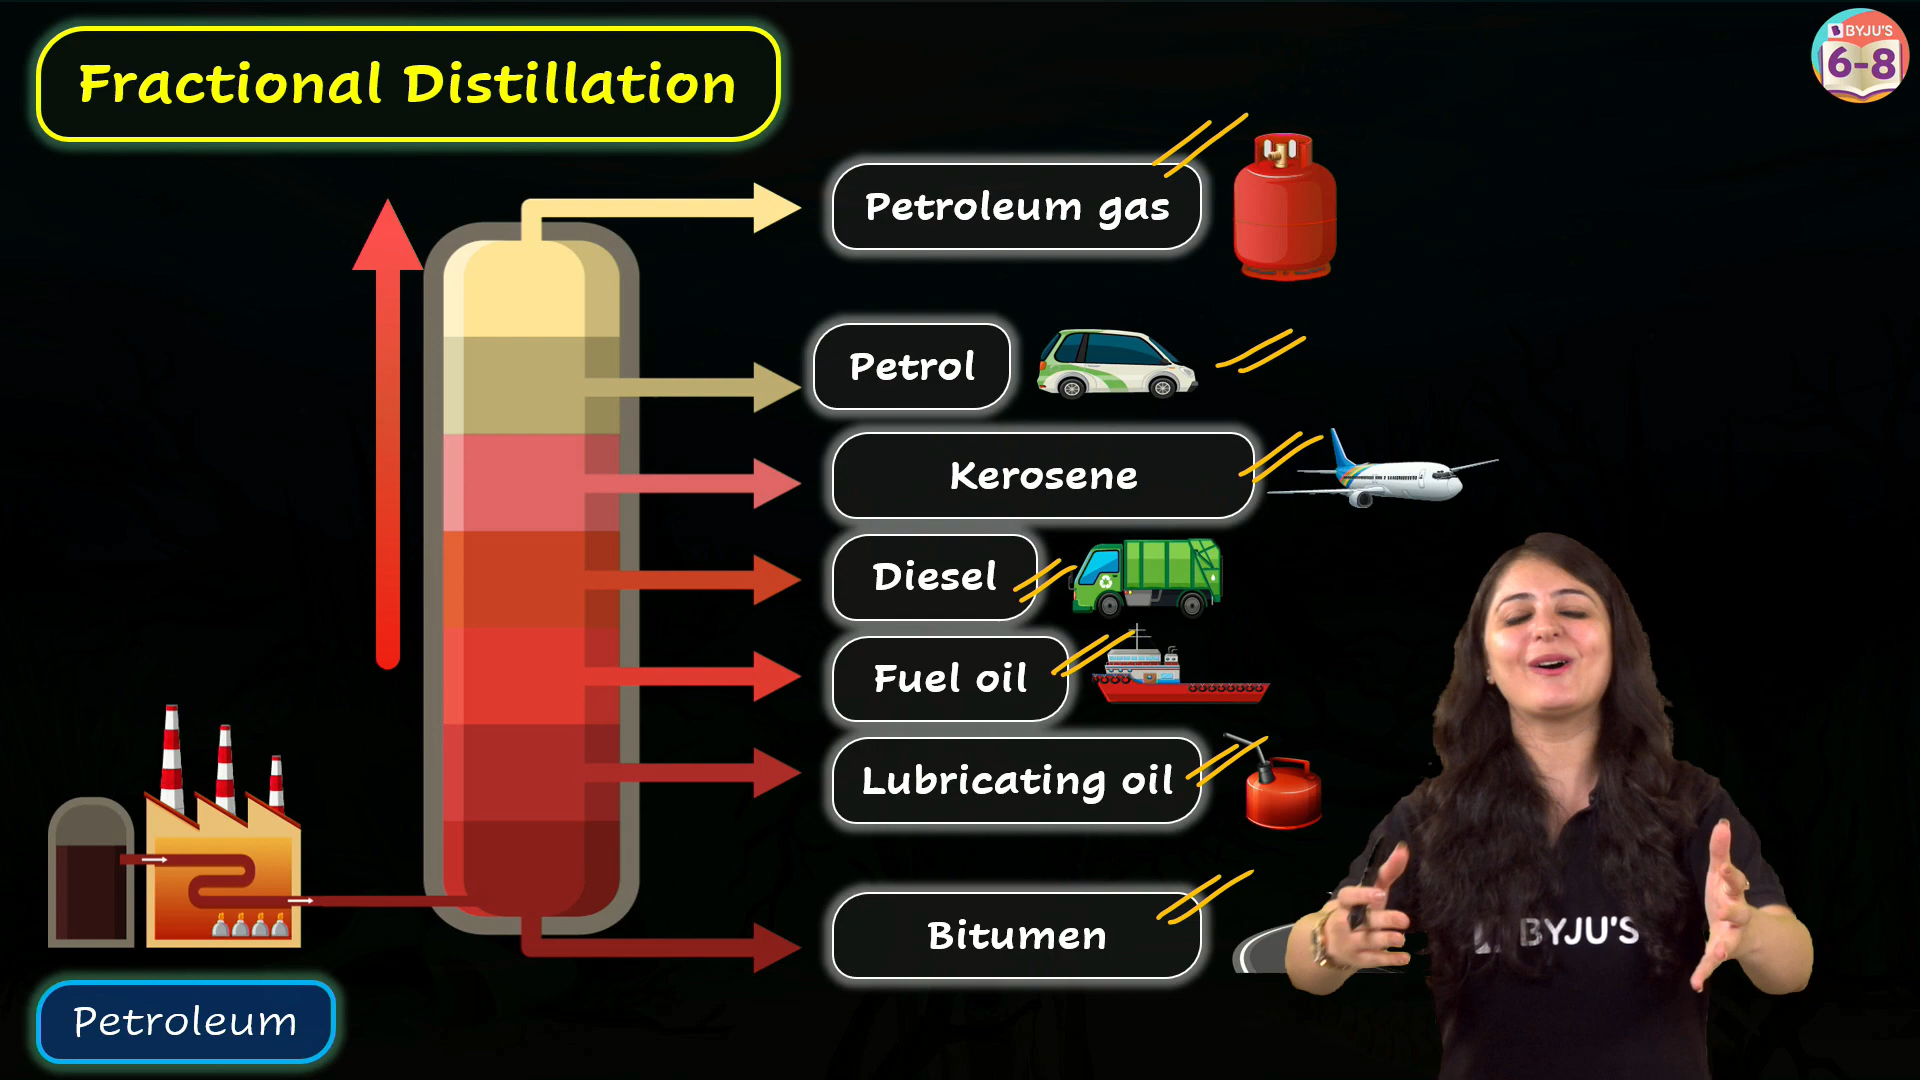 Fractional Distillation
BYJU'S
6-8
Petroleum gas
Petrol
Kerosene
Diesel
Fuel oil
Lubricating oil
Bitumen
BYJU'S
Petroleum